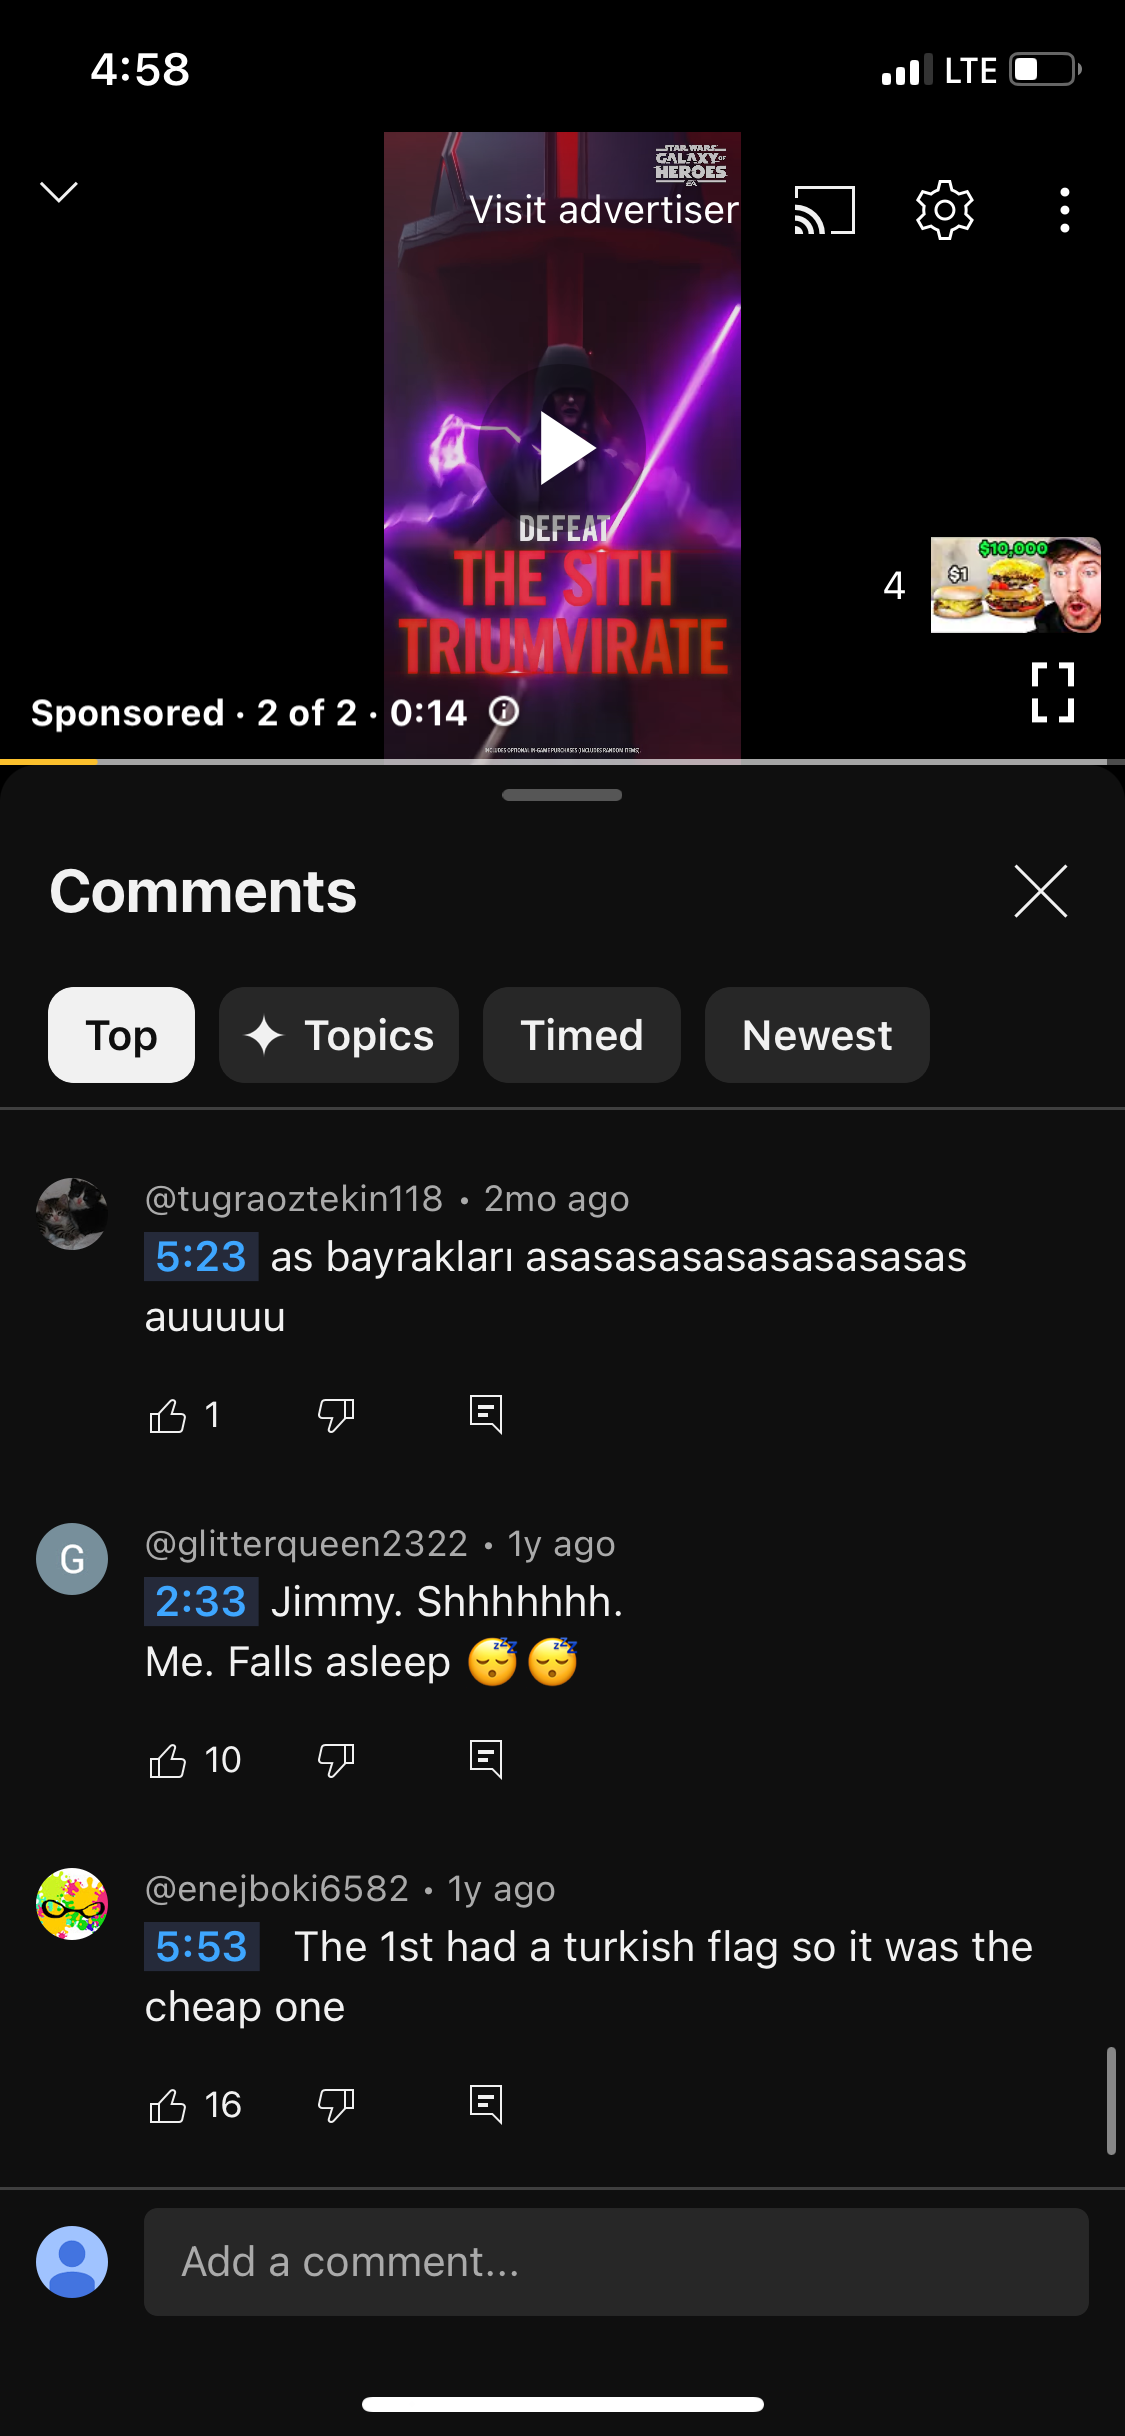 4:58
LTE
STAR WARS
GALAXY OF
HEROES
EA
Visit advertiser
DEFEAT
THE SITH
TRIUMVIRATE
$10,000
$1
4
Sponsored · 2 of 2 · 0:14
INCLUDES OPTIONAL IN-GAME PURCHASES (INCLUDES RANDOM ITEMS).
Comments
Top
Topics
Timed
Newest
@tugraoztekin118 · 2mo ago
5:23 as bayrakları asasasasasasasasasas
auuuuu
1
G
@glitterqueen2322 · 1y ago
2:33 Jimmy. Shhhhhhh.
Me. Falls asleep 😴😴
10
@enejboki6582 · 1y ago
5:53 The 1st had a turkish flag so it was the
cheap one
16
Add a comment...